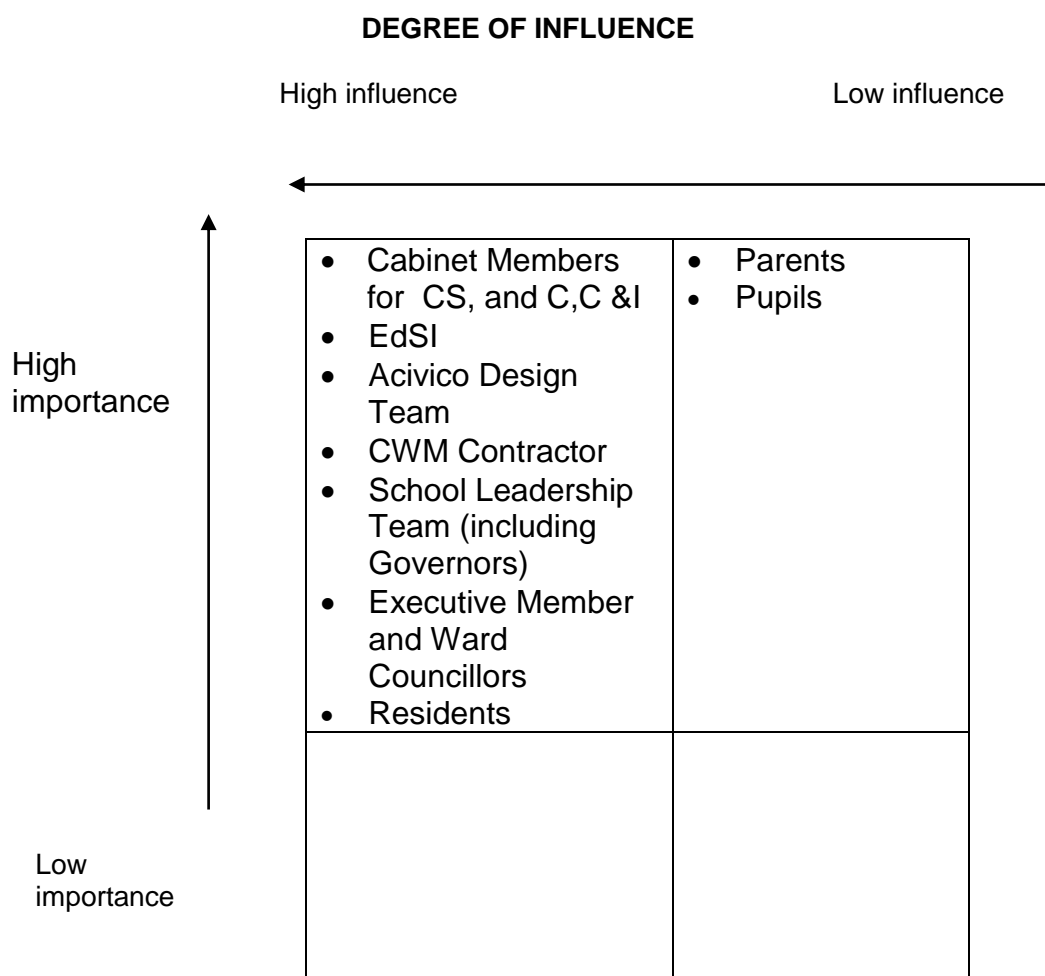 DEGREE OF INFLUENCE
High influence
Low influence
High
importance
• Cabinet Members
for CS, and C,C &I
• EdSI
• Acivico Design
Team
• CWM Contractor
• School Leadership
Team (including
Governors)
• Executive Member
and Ward
Councillors
• Residents
• Parents
• Pupils
Low
importance